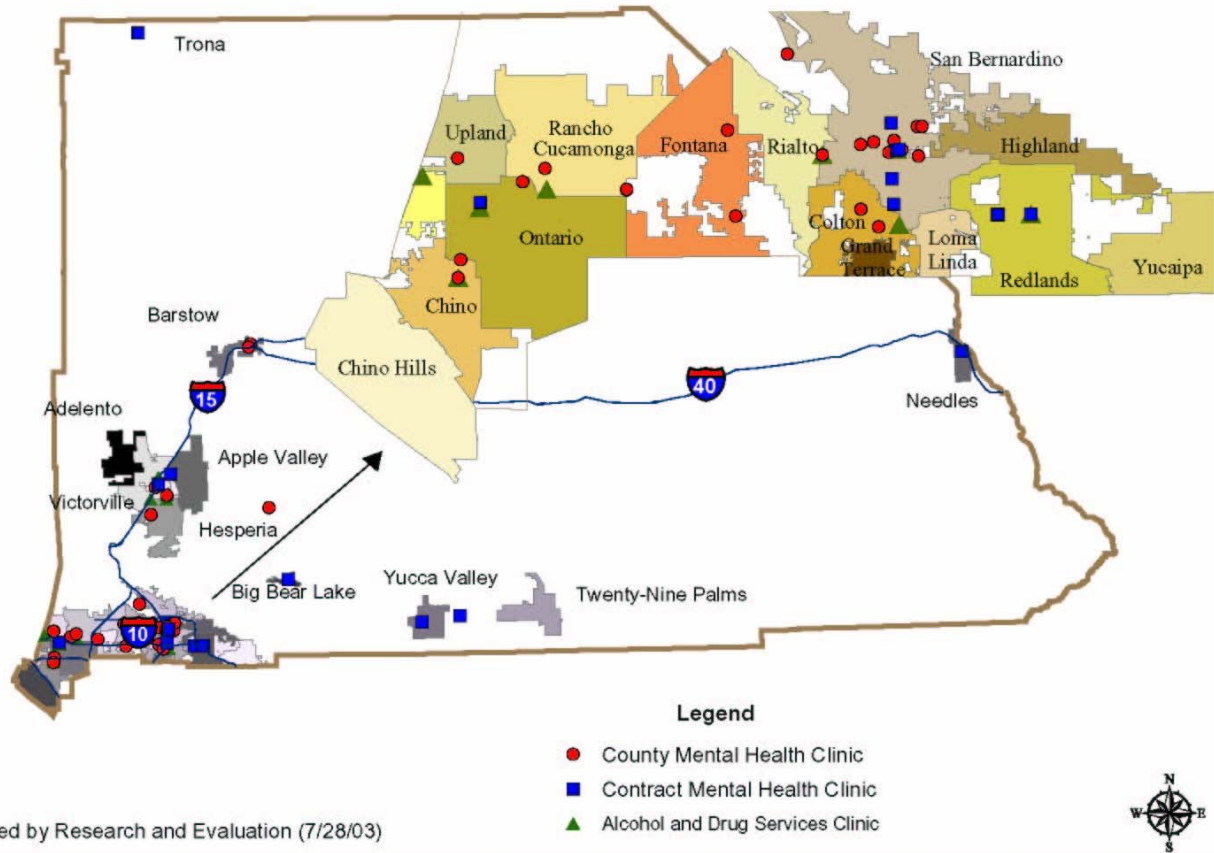 Trona
San Bernardino
Upland
Rancho
Cucamonga
Fontana
Rialto
Highland
Ontario
Colton
Grand
Terrace
Loma
Linda
Redlands
Yucaipa
Chino
Barstow
Chino Hills
15
40
Needles
Adelento
Apple Valley
Victorville
Hesperia
Big Bear Lake
Yucca Valley
Twenty-Nine Palms
10
Legend
County Mental Health Clinic
Contract Mental Health Clinic
Alcohol and Drug Services Clinic
ed by Research and Evaluation (7/28/03)
N
W E
S